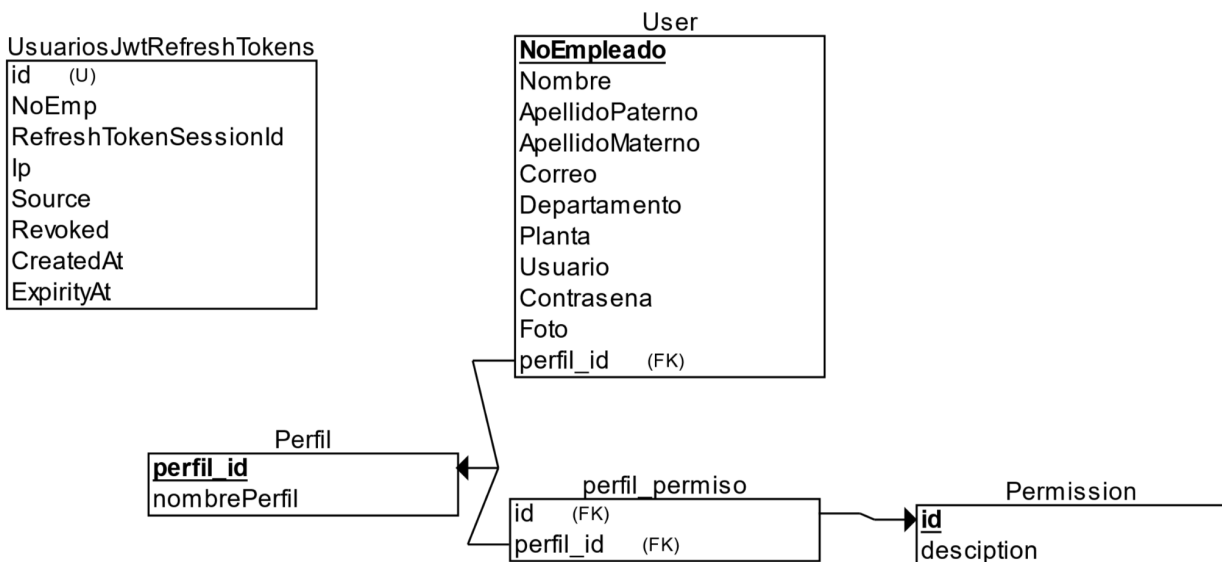 UsuariosJwtRefreshTokens
id (U)
NoEmp
RefreshTokenSessionId
Ip
Source
Revoked
CreatedAt
ExpirityAt
User
NoEmpleado
Nombre
ApellidoPaterno
ApellidoMaterno
Correo
Departamento
Planta
Usuario
Contrasena
Foto
perfil_id (FK)
Perfil
perfil_id
nombrePerfil
perfil_permiso
id (FK)
perfil_id (FK)
Permission
id
desciption